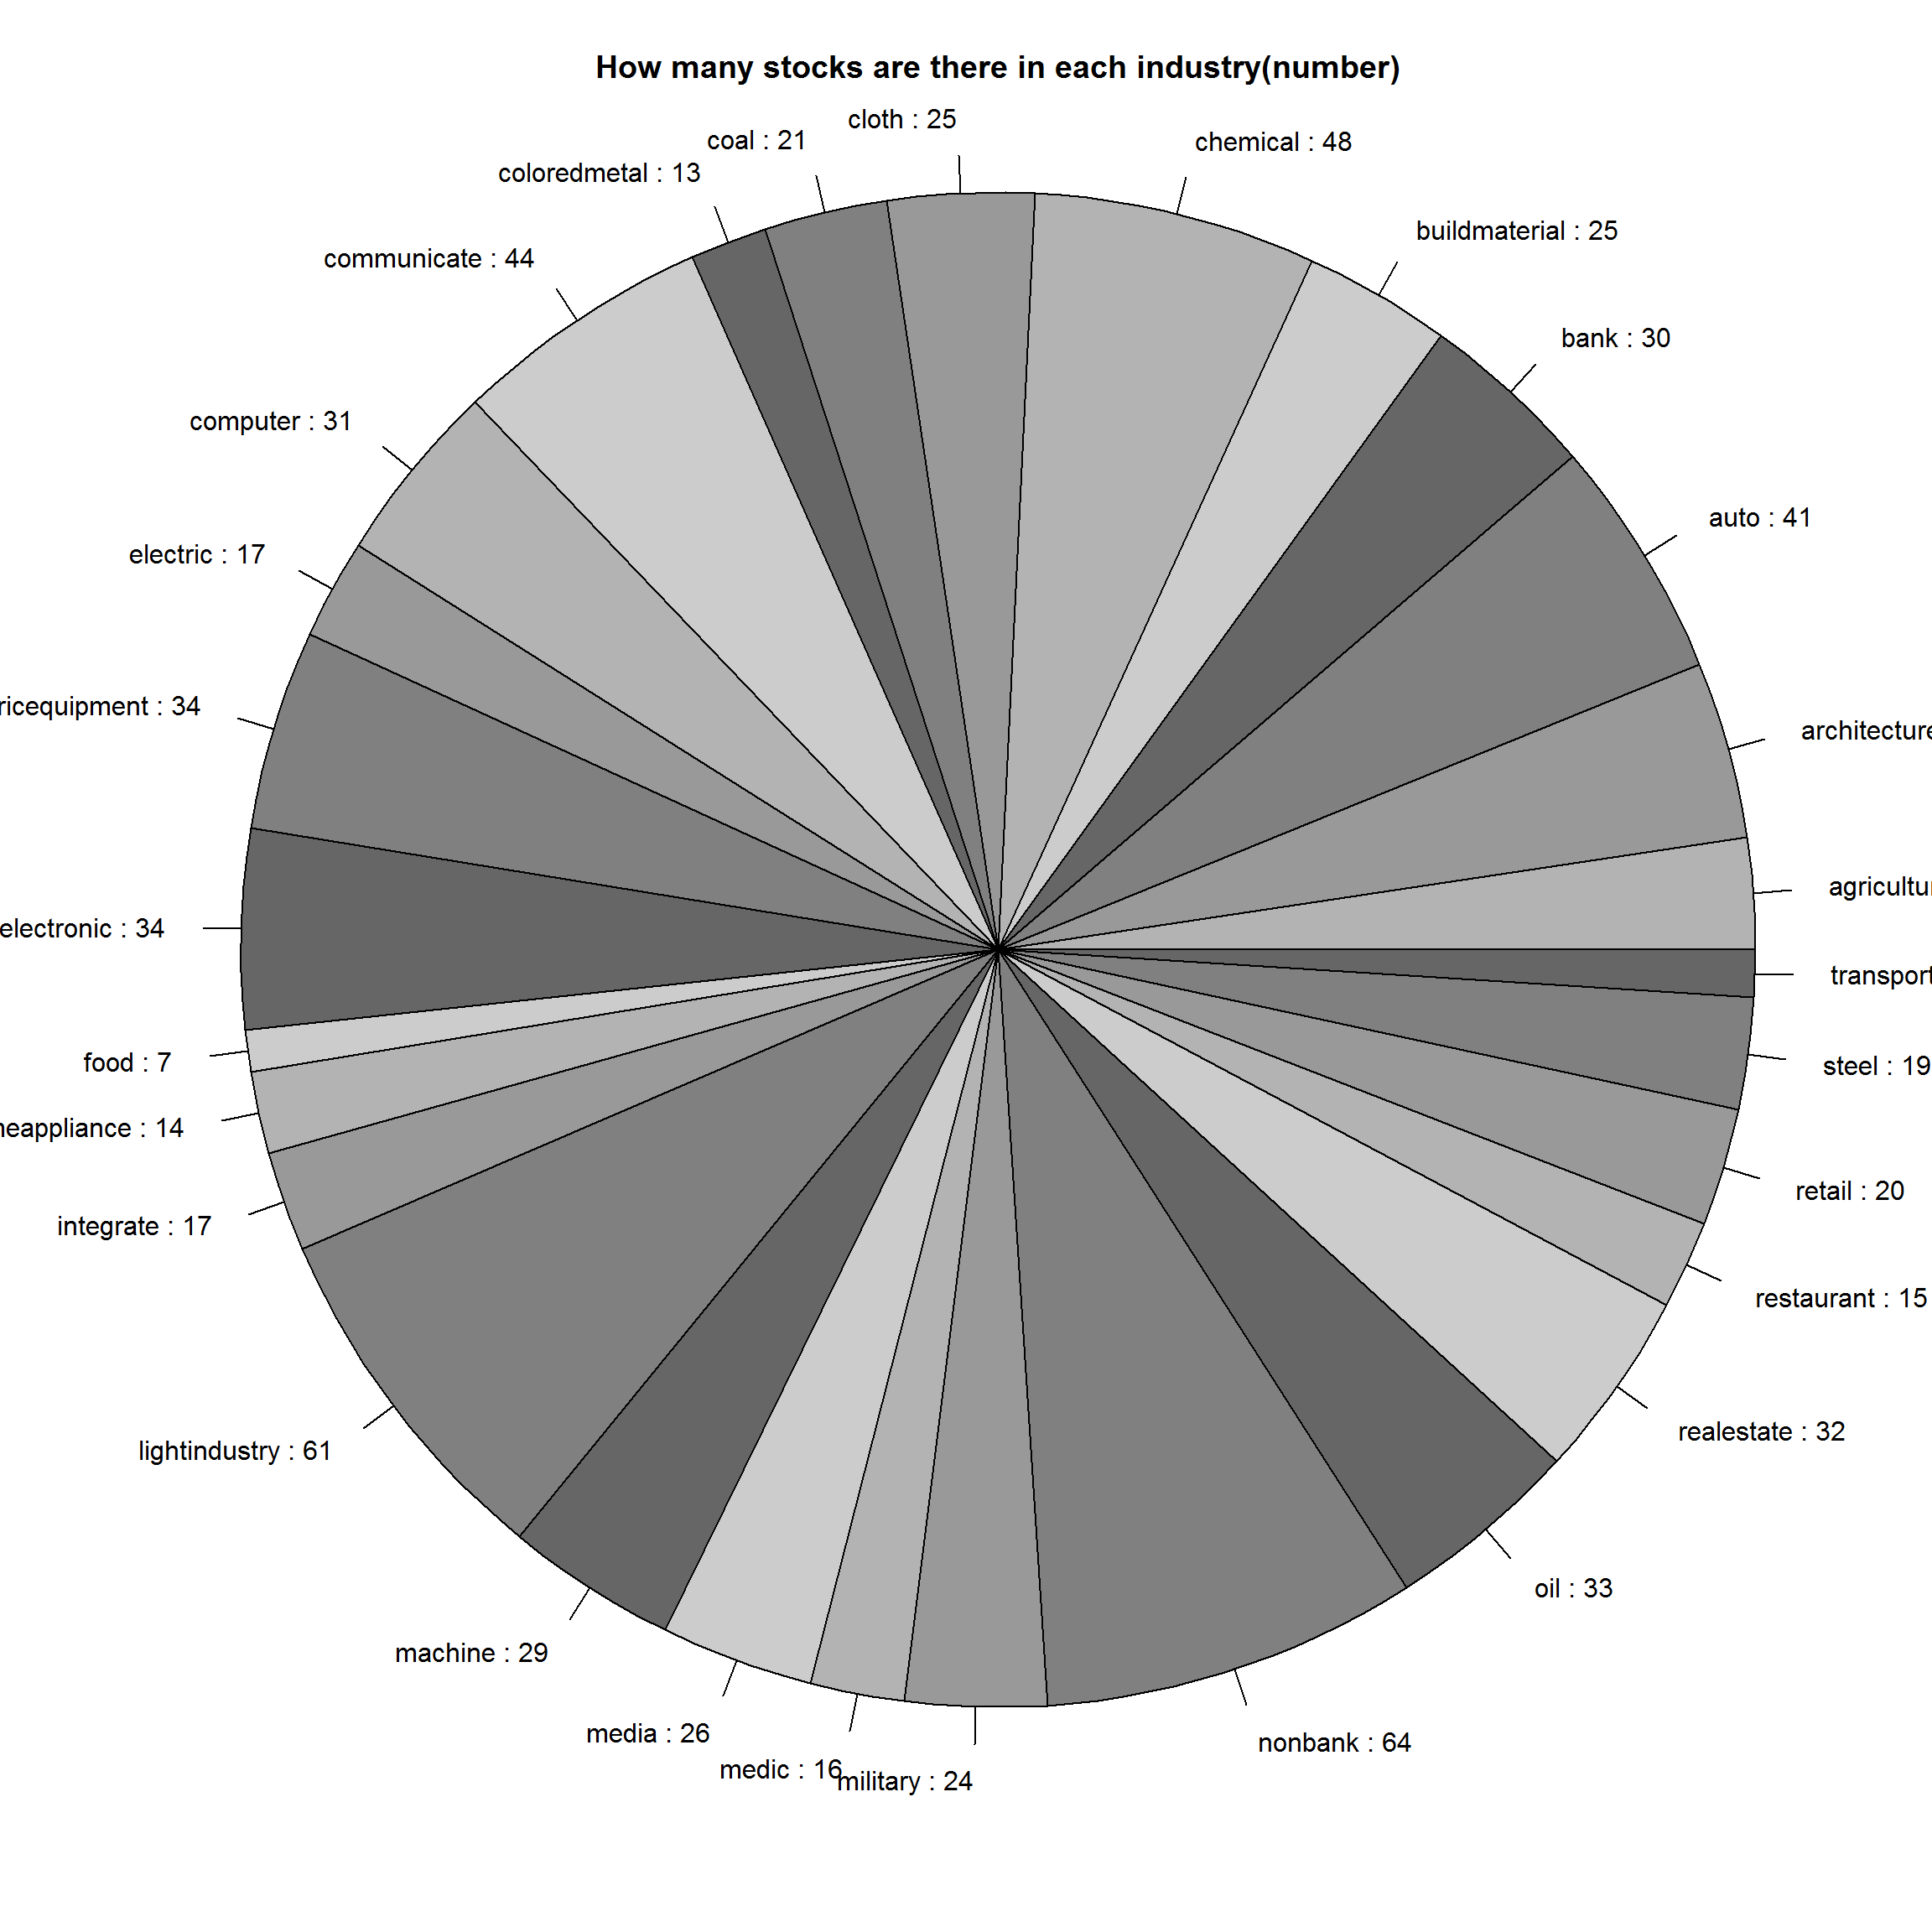 How many stocks are there in each industry(number)
cloth : 25
coal : 21
chemical : 48
coloredmetal : 13
buildmaterial : 25
communicate : 44
bank : 30
computer : 31
auto : 41
electric : 17
ricequipment : 34
architecture
agricultu
electronic : 34
transport
food : 7
steel : 19
neappliance : 14
retail : 20
integrate : 17
restaurant : 15
realestate : 32
lightindustry : 61
oil : 33
machine : 29
media : 26
nonbank : 64
medic : 16
military : 24